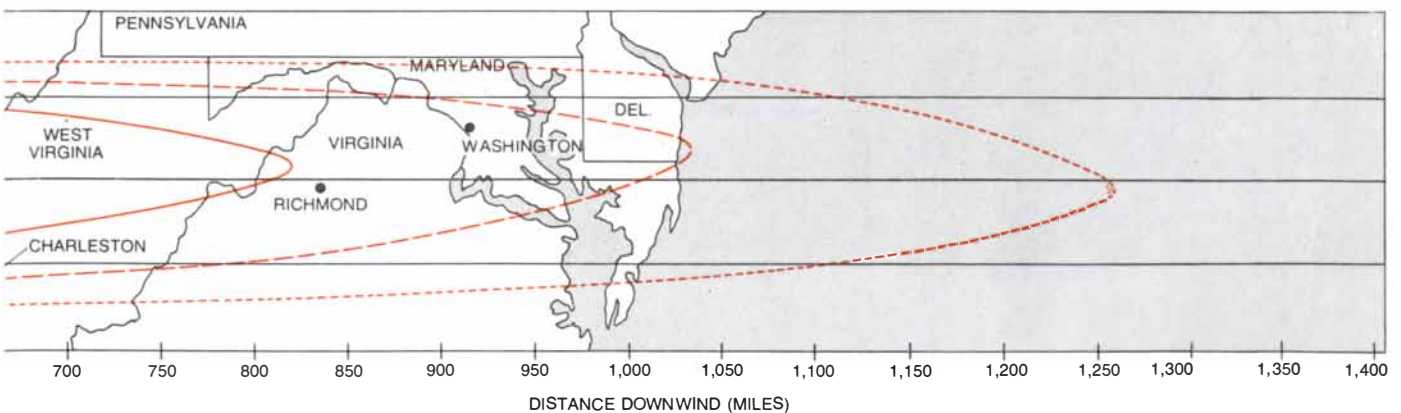 PENNSYLVANIA
MARYLAND
DEL.
WEST
VIRGINIA
VIRGINIA
WASHINGTON
RICHMOND
CHARLESTON
700 750 800 850 900 950 1,000 1,050 1,100 1,150 1,200 1,250 1,300 1,350 1,400
DISTANCE DOWNWIND (MILES)